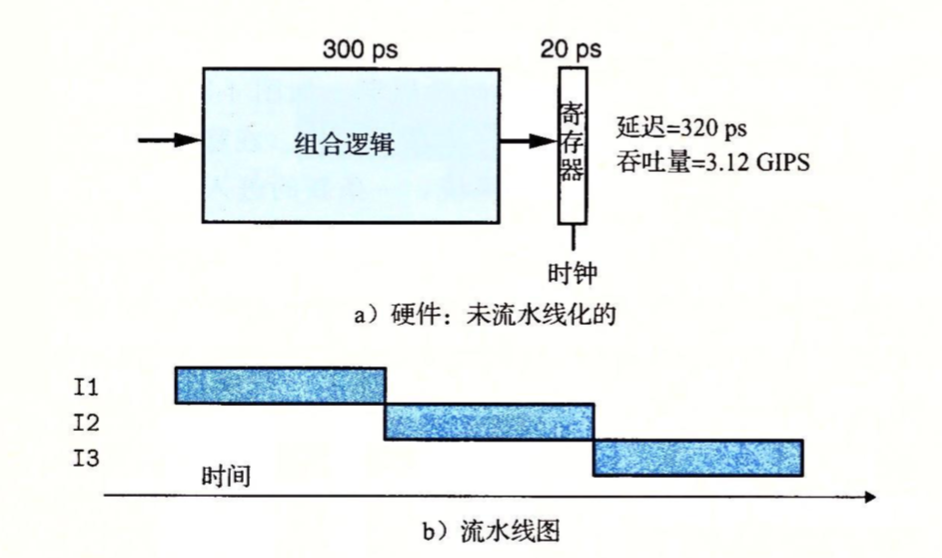 300 ps
20 ps
组合逻辑
寄存器
延迟=320 ps
吞吐量=3.12 GIPS
时钟
a）硬件：未流水线化的
I1
I2
I3
时间
b）流水线图